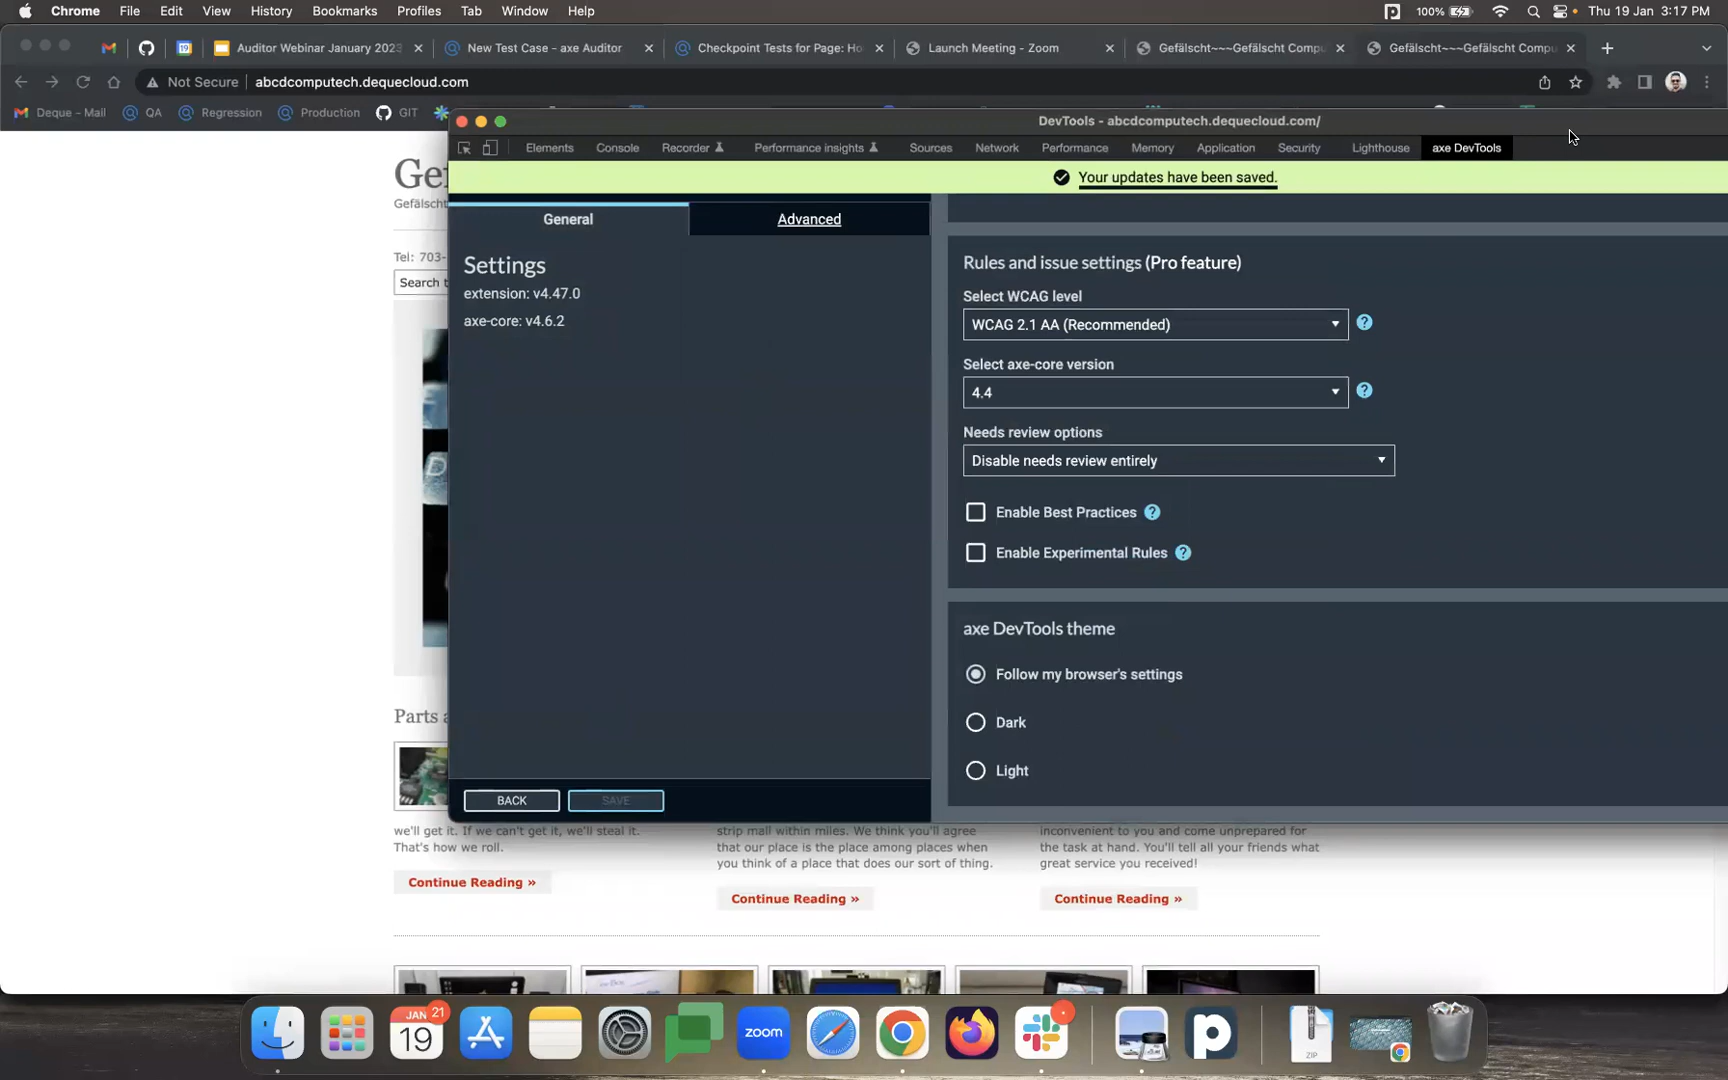 Chrome File Edit View History Bookmarks Profiles Tab Window Help 100% Thu 19 Jan 3:17 PM
Auditor Webinar January 2023 New Test Case - axe Auditor Checkpoint Tests for Page: Ho Launch Meeting - Zoom Gefälscht~~~Gefälscht Compu Gefälscht~~~Gefälscht Compu
Not Secure abcdcomputech.dequecloud.com
Deque - Mail QA Regression Production GIT
DevTools - abcdcomputech.dequecloud.com/
Elements Console Recorder Performance insights Sources Network Performance Memory Application Security Lighthouse axe DevTools
Your updates have been saved.
Gef
Gefälscht
Tel: 703-
Search t
General Advanced
Settings
extension: v4.47.0
axe-core: v4.6.2
Rules and issue settings (Pro feature)
Select WCAG level
WCAG 2.1 AA (Recommended)
Select axe-core version
4.4
Needs review options
Disable needs review entirely
Enable Best Practices
Enable Experimental Rules
axe DevTools theme
Follow my browser's settings
Dark
Light
BACK SAVE
Parts a
we'll get it. If we can't get it, we'll steal it.
That's how we roll.
Continue Reading »
strip mall within miles. We think you'll agree
that our place is the place among places when
you think of a place that does our sort of thing.
Continue Reading »
inconvenient to you and come unprepared for
the task at hand. You'll tell all your friends what
great service you received!
Continue Reading »
JAN 21
19
zoom
ZIP